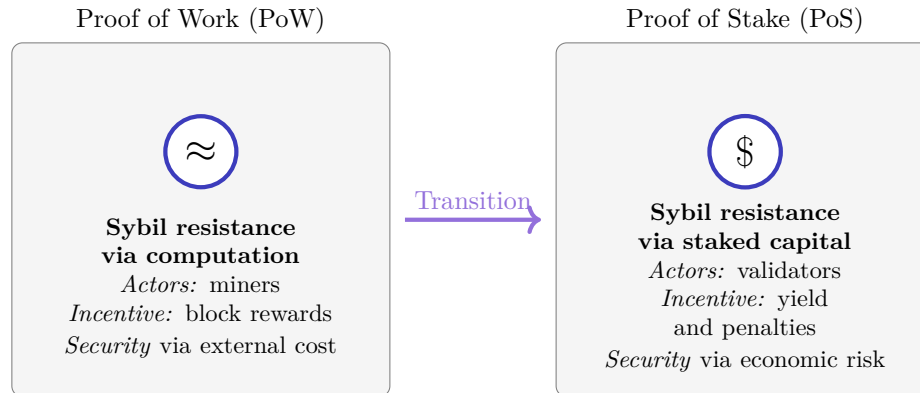 Proof of Work (PoW)
≈
Sybil resistance
via computation
Actors: miners
Incentive: block rewards
Security via external cost
Transition
Proof of Stake (PoS)
$
Sybil resistance
via staked capital
Actors: validators
Incentive: yield
and penalties
Security via economic risk